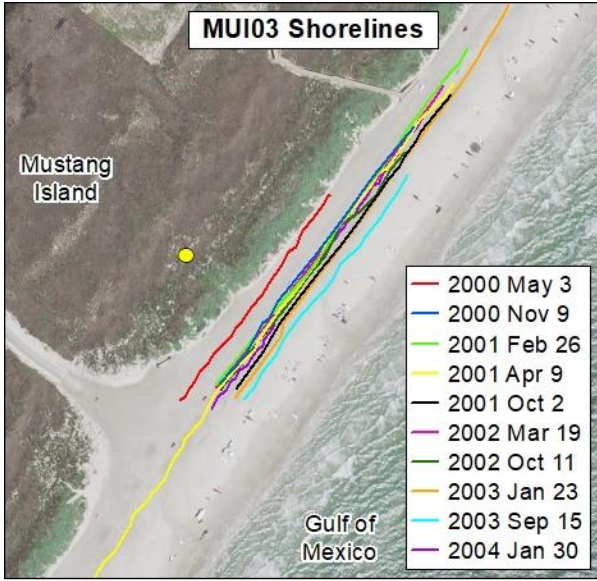 MUI03 Shorelines
Mustang
Island
2000 May 3
2000 Nov 9
2001 Feb 26
2001 Apr 9
2001 Oct 2
2002 Mar 19
2002 Oct 11
2003 Jan 23
2003 Sep 15
2004 Jan 30
Gulf of
Mexico